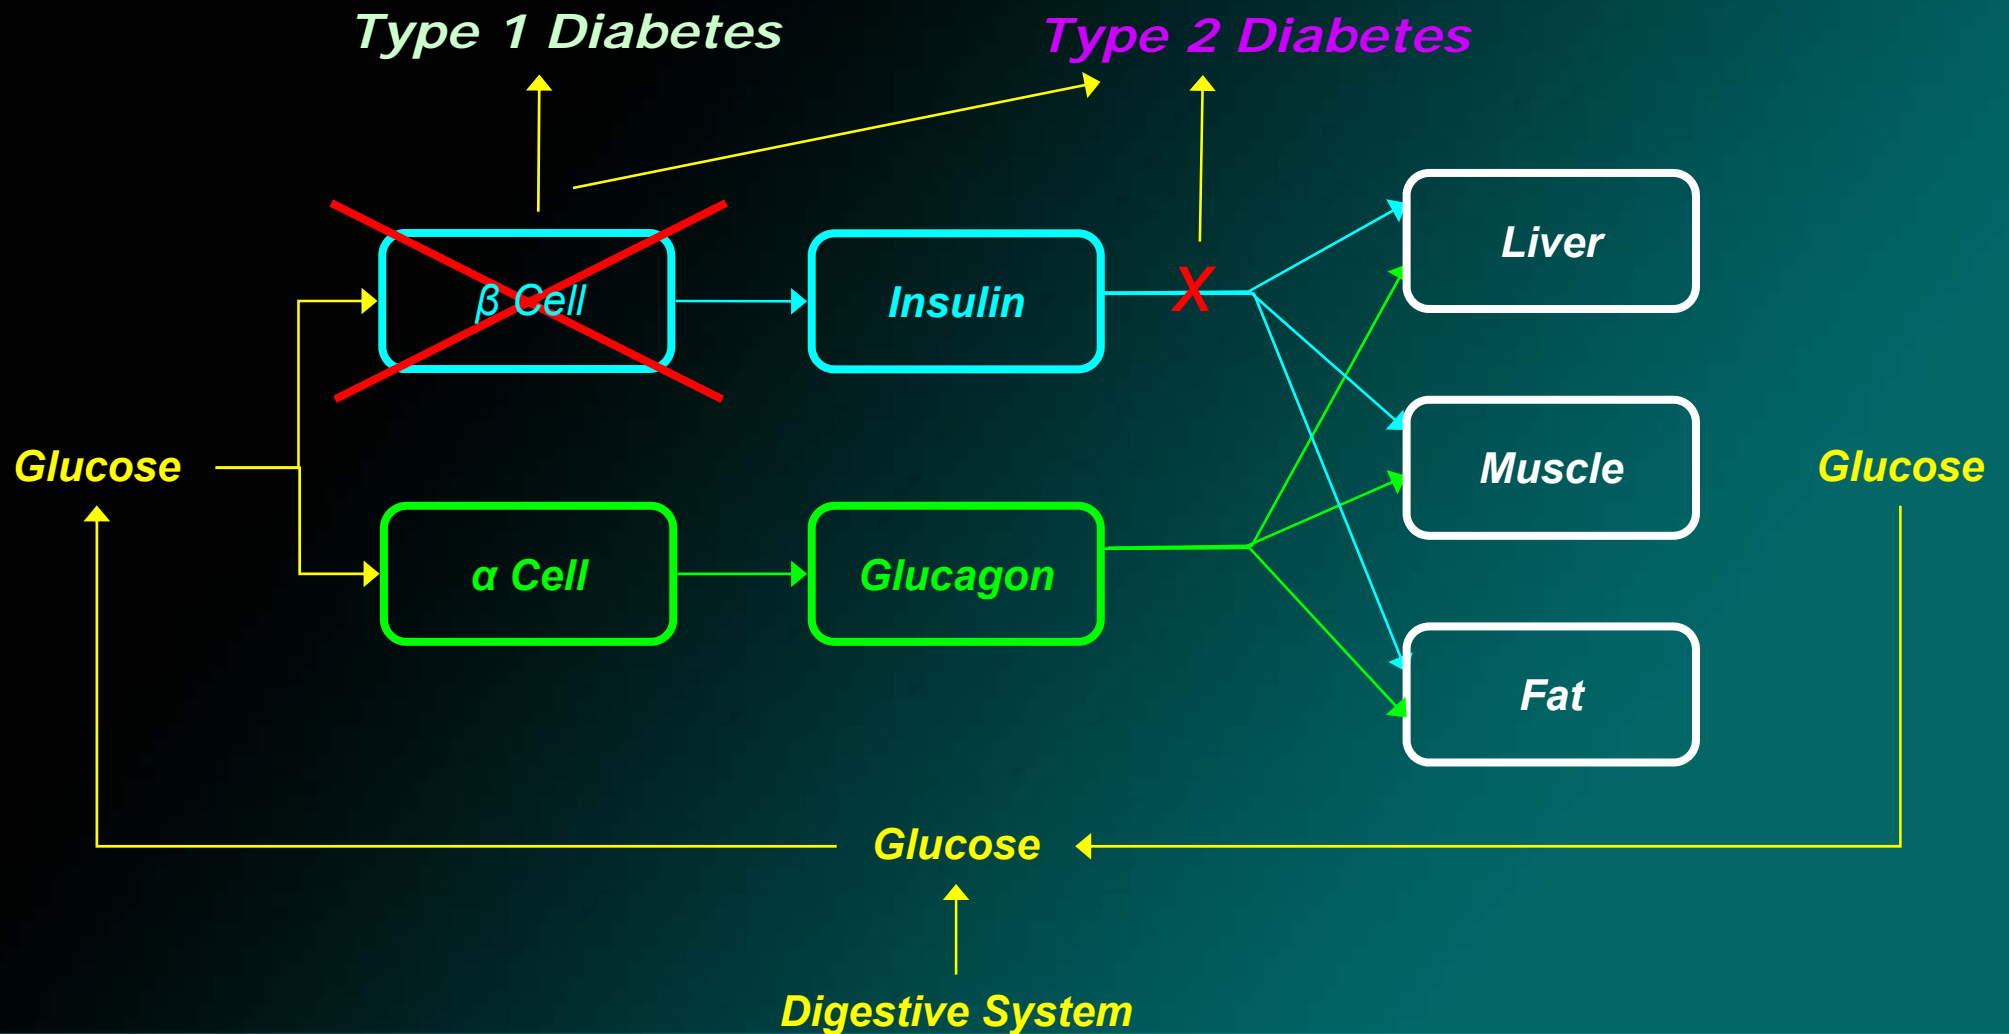 Type 1 Diabetes
Type 2 Diabetes
Liver
β Cell
Insulin
X
Glucose
Muscle
Glucose
α Cell
Glucagon
Fat
Glucose
Digestive System